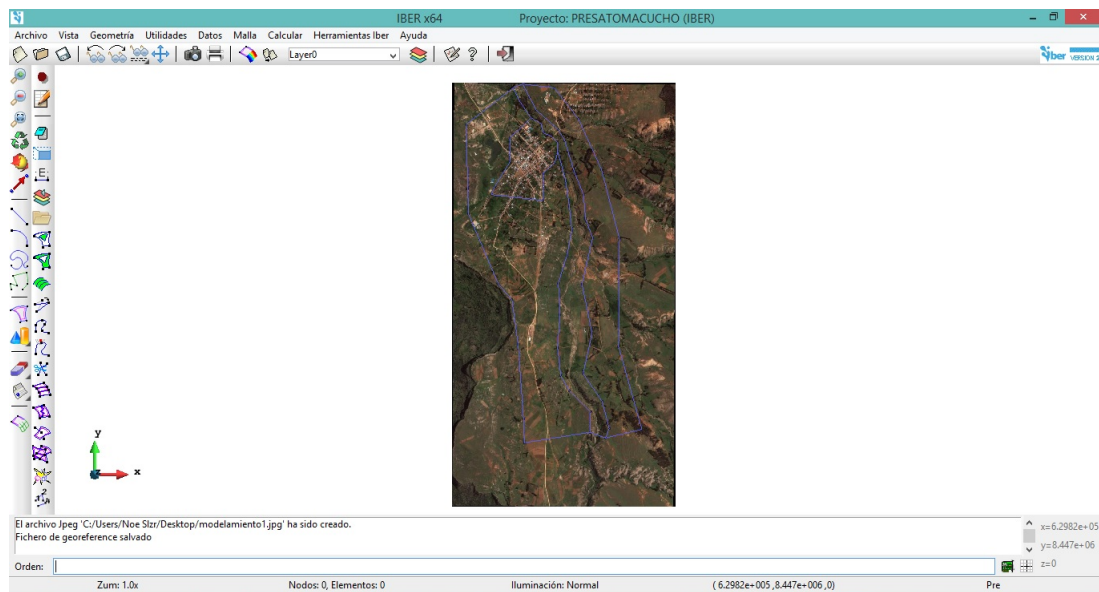 IBER x64 Proyecto: PRESATOMACUCHO (IBER)
Archivo Vista Geometría Utilidades Datos Malla Calcular Herramientas Iber Ayuda
Layer0
iber VERSION 2
E
y
x
El archivo Jpeg 'C:/Users/Noe Slzr/Desktop/modelamiento1.jpg' ha sido creado.
Fichero de georeference salvado
x=6.2982e+05
y=8.447e+06
z=0
Orden:
Zum: 1.0x Nodos: 0, Elementos: 0 Iluminación: Normal ( 6.2982e+005 ,8.447e+006 ,0) Pre